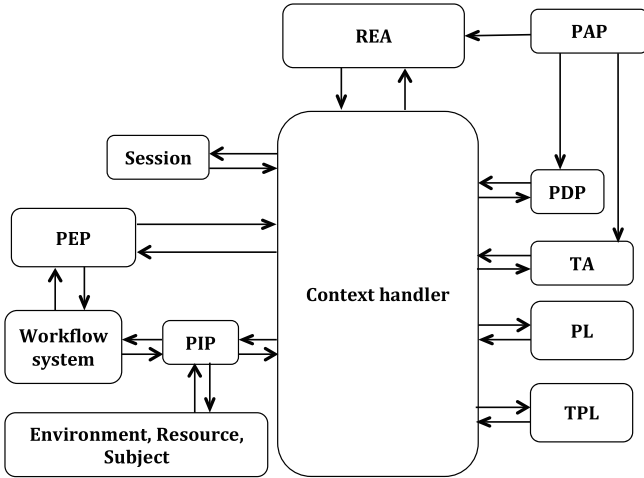 REA
PAP
Session
PDP
PEP
TA
Context handler
Workflow
system
PIP
PL
TPL
Environment, Resource,
Subject